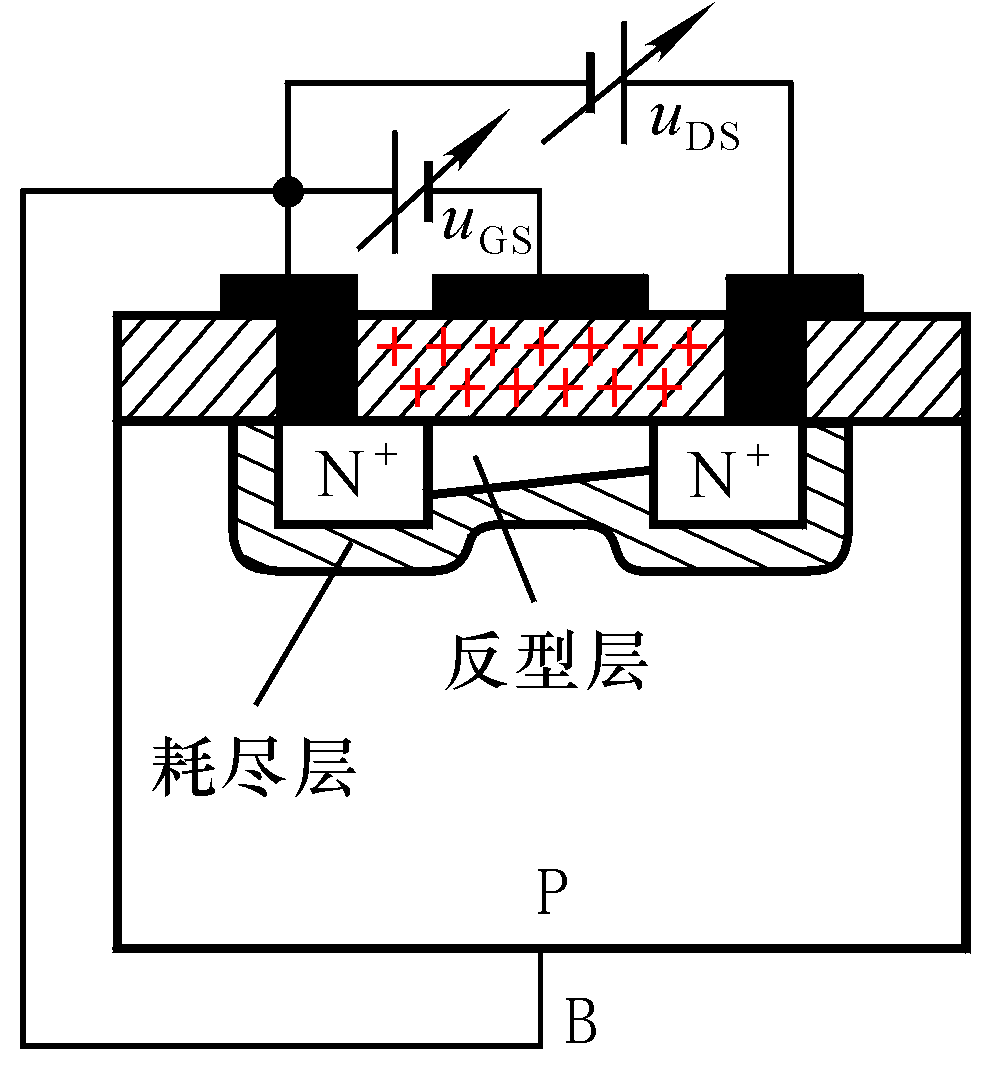 uDS
uGS
+ + + + + + +
+ + + + + +
N+
N+
反型层
耗尽层
P
B